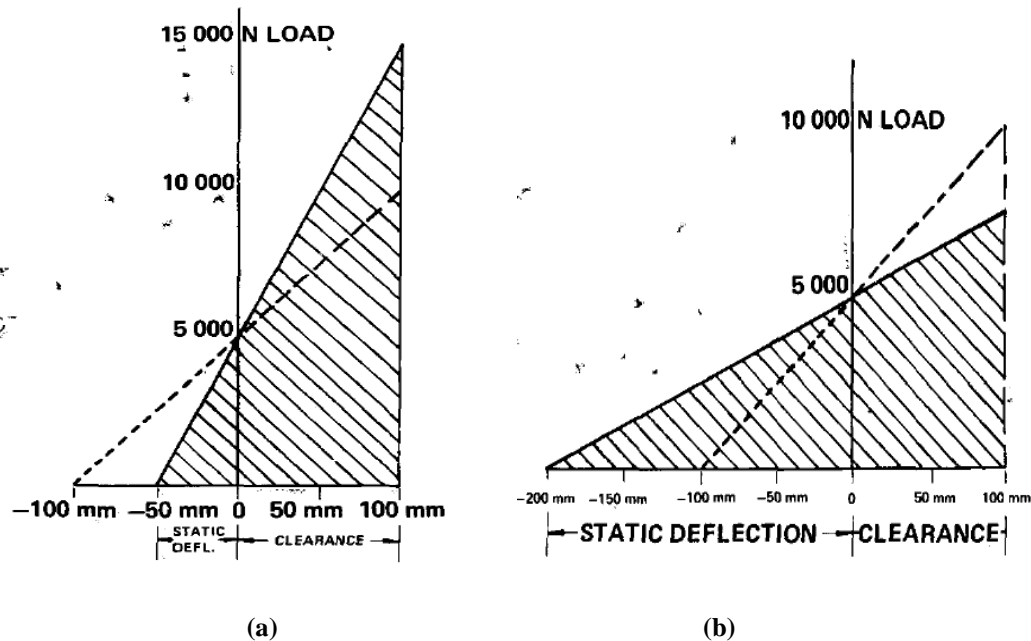 15 000 N LOAD
10 000
5 000
−100 mm −50 mm 0 50 mm 100 mm
STATIC DEFL. CLEARANCE
(a)
10 000 N LOAD
5 000
−200 mm −150 mm −100 mm −50 mm 0 50 mm 100 mm
STATIC DEFLECTION CLEARANCE
(b)